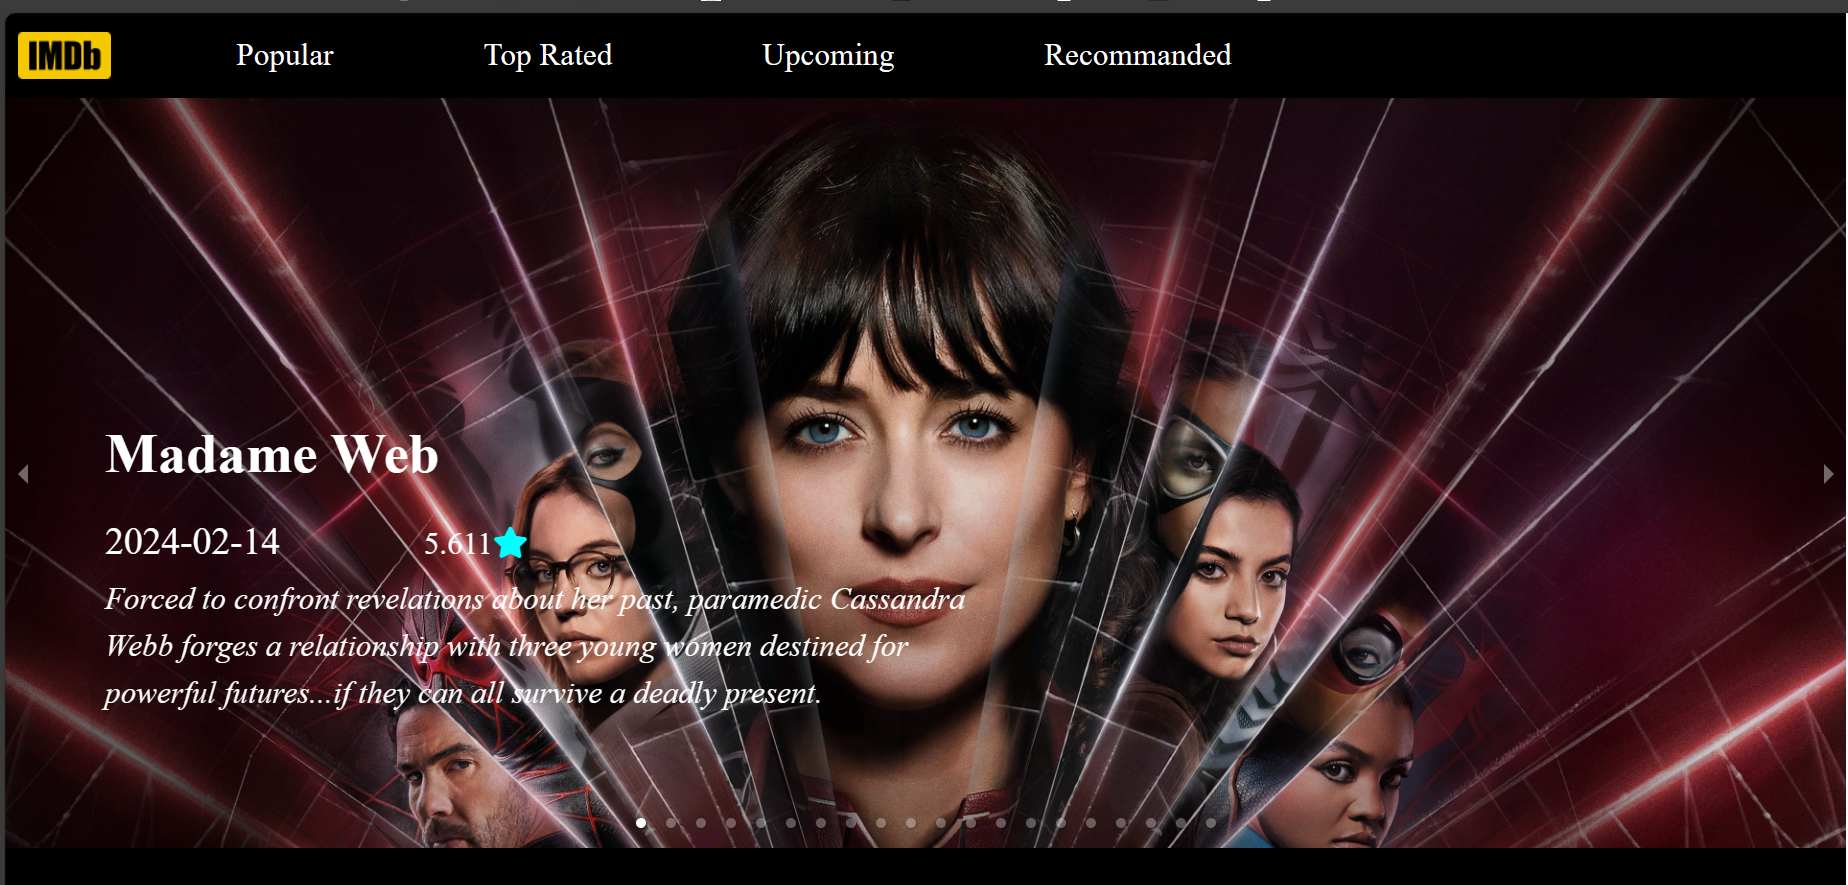 IMDb Popular Top Rated Upcoming Recommanded
Madame Web
2024-02-14 5.611
Forced to confront revelations about her past, paramedic Cassandra
Webb forges a relationship with three young women destined for
powerful futures...if they can all survive a deadly present.